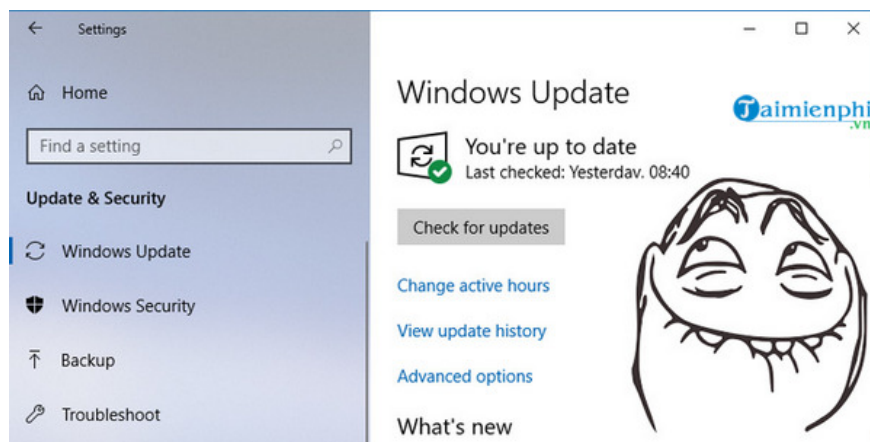 Settings
Home
Find a setting
Update & Security
Windows Update
Windows Security
Backup
Troubleshoot
Windows Update
Taimienphi
.vn
You're up to date
Last checked: Yesterday, 08:40
Check for updates
Change active hours
View update history
Advanced options
What's new